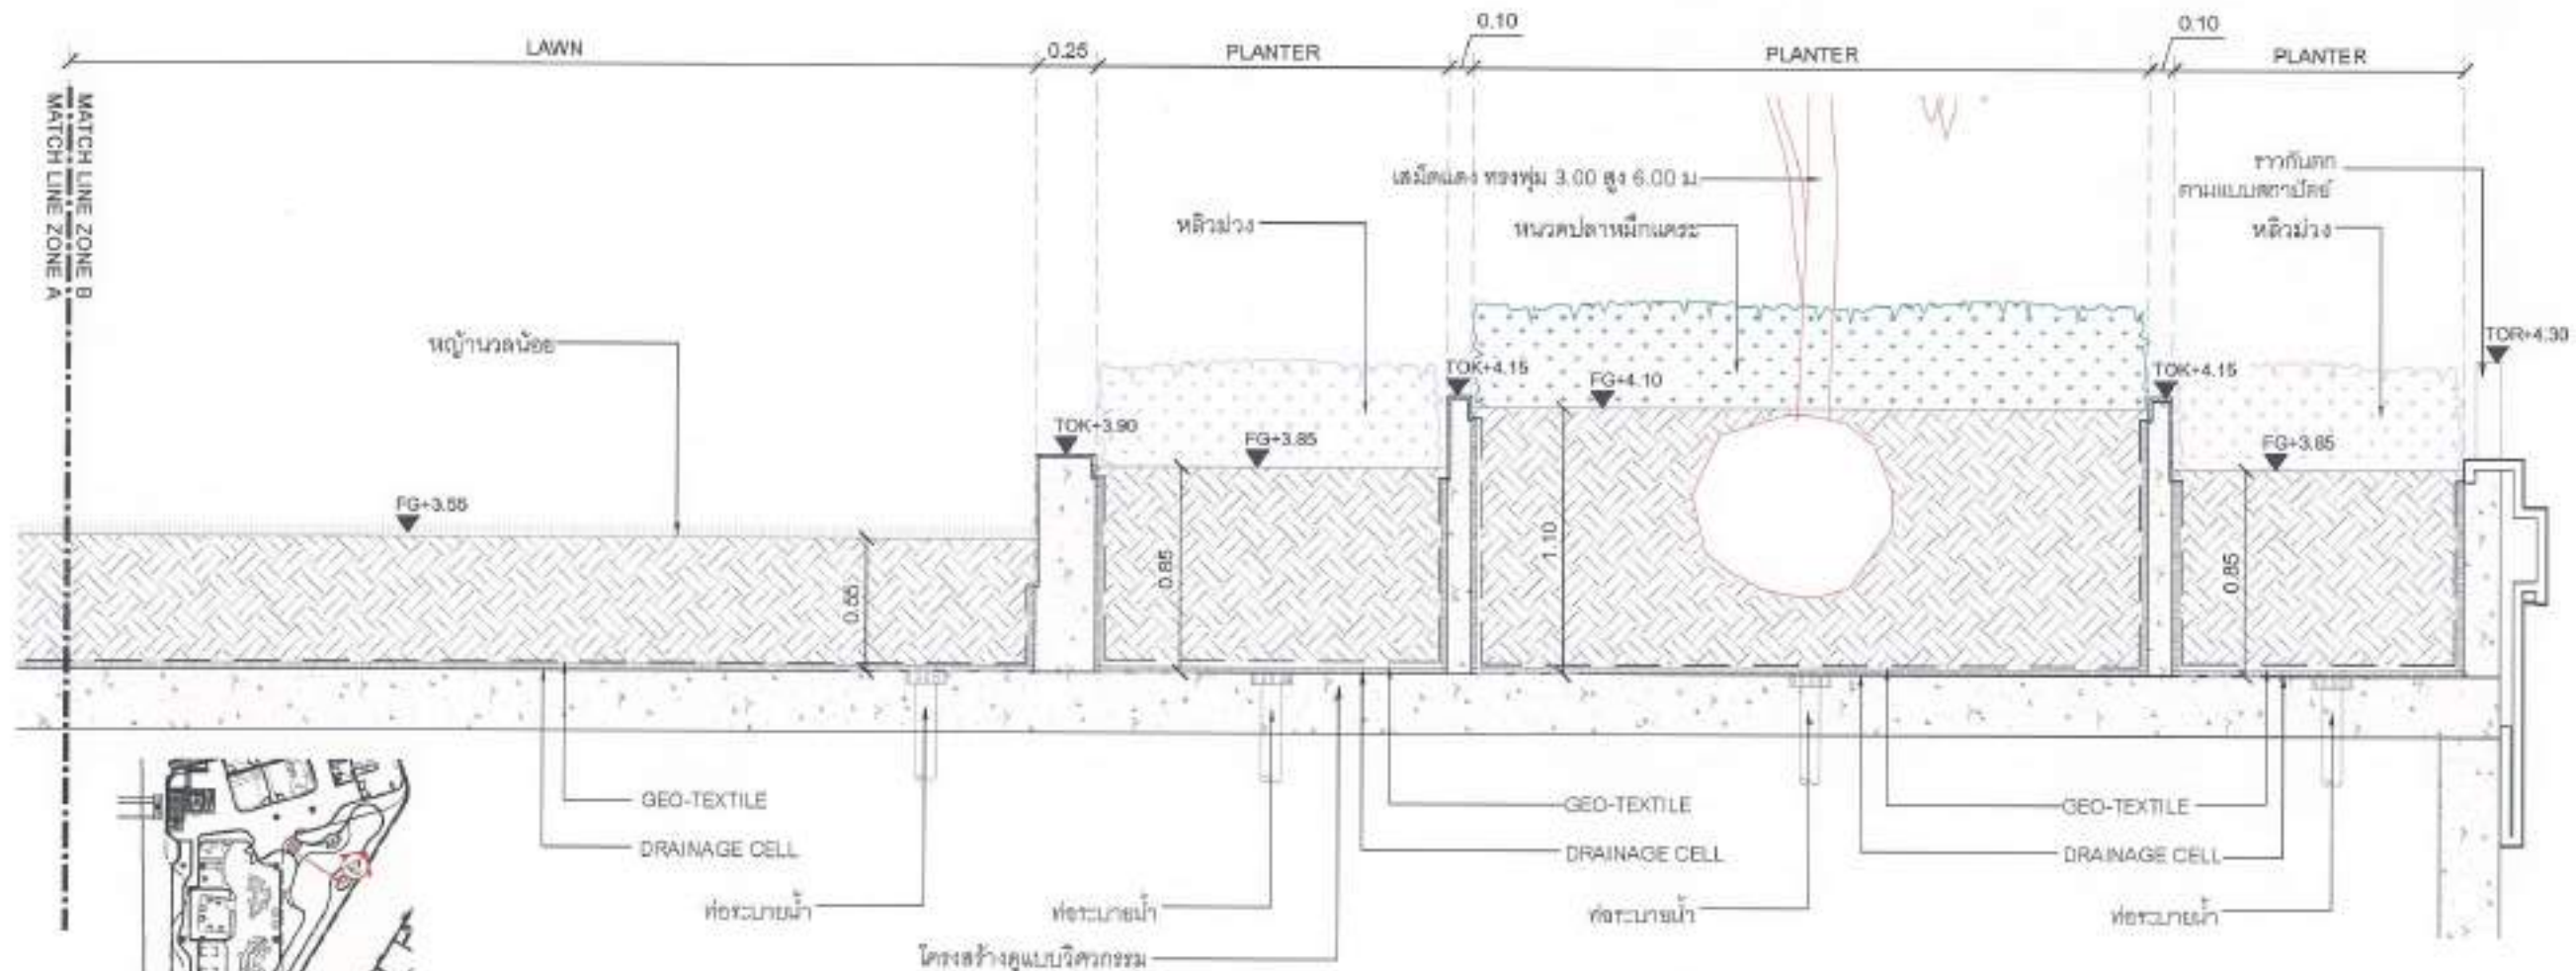 LAWN
0.25
PLANTER
0.10
PLANTER
0.10
PLANTER
MATCH LINE ZONE B
MATCH LINE ZONE A
เสม็ดแดง ทรงพุ่ม 3.00 สูง 6.00 ม.
ราวกันตก
ตามแบบสถาปัตย์
หลิวม่วง
หนวดปลาหมึกแคระ
หลิวม่วง
หญ้านวลน้อย
TOR+4.30
TOK+4.15
FG+4.10
TOK+4.15
TOK+3.90
FG+3.85
FG+3.85
FG+3.55
0.55
0.85
1.10
0.85
GEO-TEXTILE
GEO-TEXTILE
GEO-TEXTILE
DRAINAGE CELL
DRAINAGE CELL
DRAINAGE CELL
ท่อระบายน้ำ
ท่อระบายน้ำ
ท่อระบายน้ำ
ท่อระบายน้ำ
โครงสร้างดูแบบวิศวกรรม